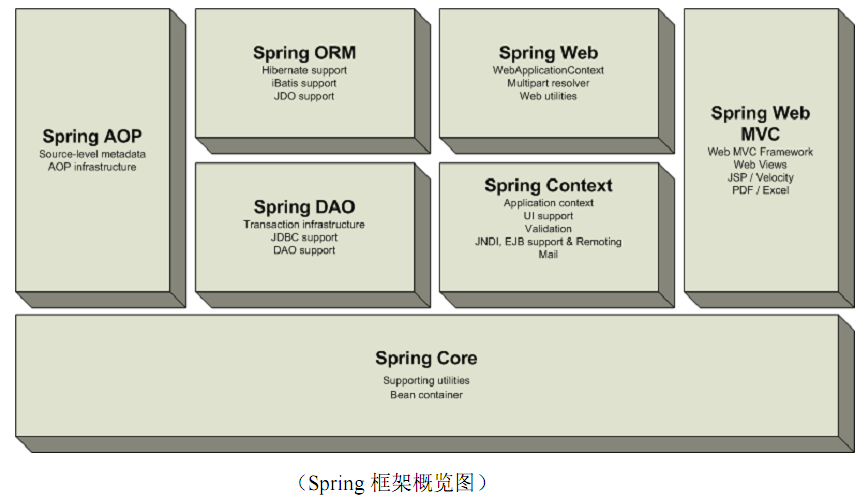 Spring AOP
Source-level metadata
AOP infrastructure
Spring ORM
Hibernate support
iBatis support
JDO support
Spring DAO
Transaction infrastructure
JDBC support
DAO support
Spring Web
WebApplicationContext
Multipart resolver
Web utilities
Spring Context
Application context
UI support
Validation
JNDI, EJB support & Remoting
Mail
Spring Web
MVC
Web MVC Framework
Web Views
JSP / Velocity
PDF / Excel
Spring Core
Supporting utilities
Bean container
（Spring 框架概览图）